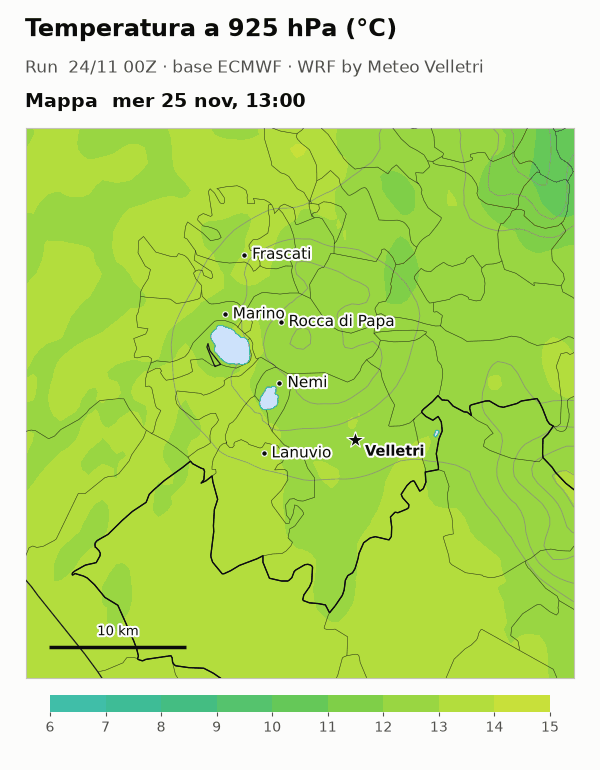 Temperatura a 925 hPa (°C)
Run  24/11 00Z · base ECMWF · WRF by Meteo Velletri
Mappa  mer 25 nov, 13:00
Frascati
Marino
Rocca di Papa
Nemi
Velletri
Lanuvio
10 km
6 7 8 9 10 11 12 13 14 15